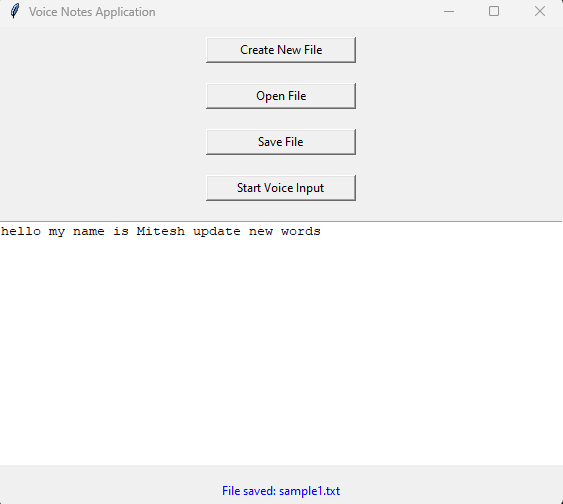 Voice Notes Application
Create New File
Open File
Save File
Start Voice Input
hello my name is Mitesh update new words
File saved: sample1.txt